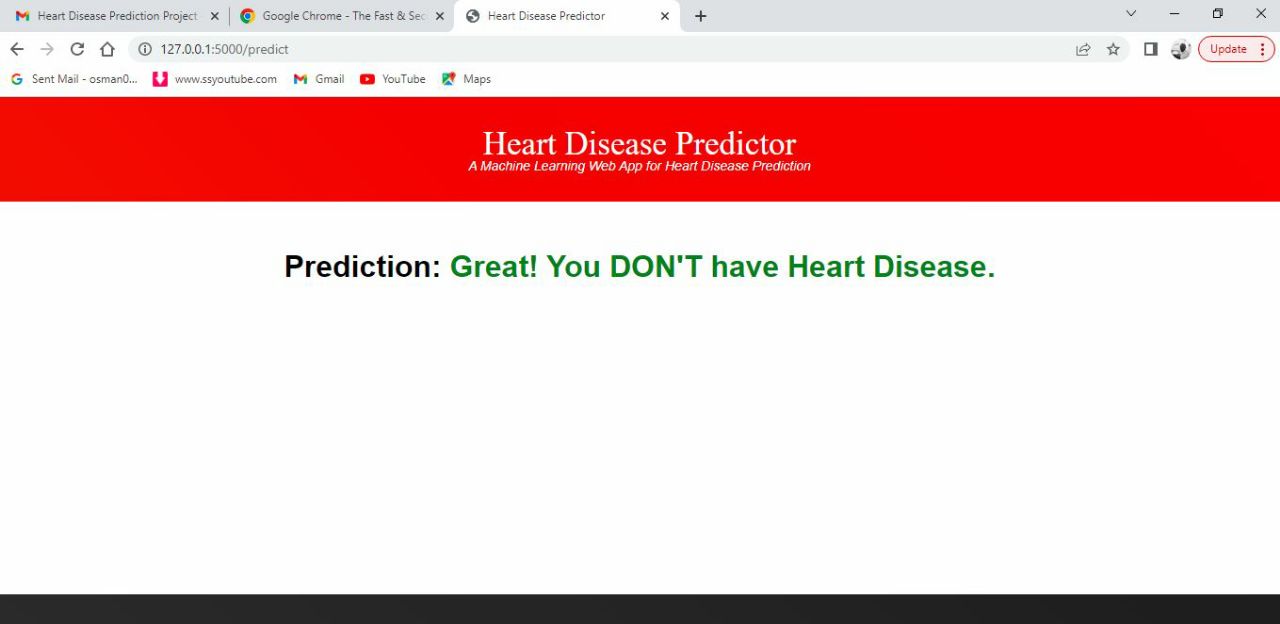 Heart Disease Prediction Project
Google Chrome - The Fast & Sec
Heart Disease Predictor
127.0.0.1:5000/predict
Update
Sent Mail - osman0...
www.ssyoutube.com
Gmail
YouTube
Maps
Heart Disease Predictor
A Machine Learning Web App for Heart Disease Prediction
Prediction: Great! You DON'T have Heart Disease.